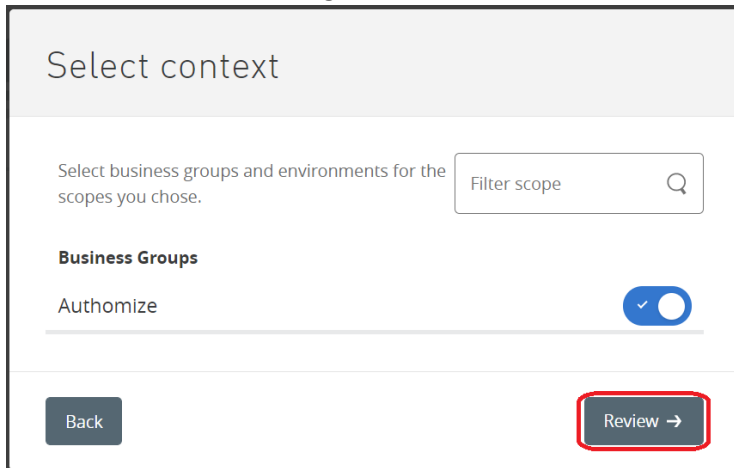 Select context
Select business groups and environments for the
scopes you chose.
Filter scope
Business Groups
Authomize
Back
Review →